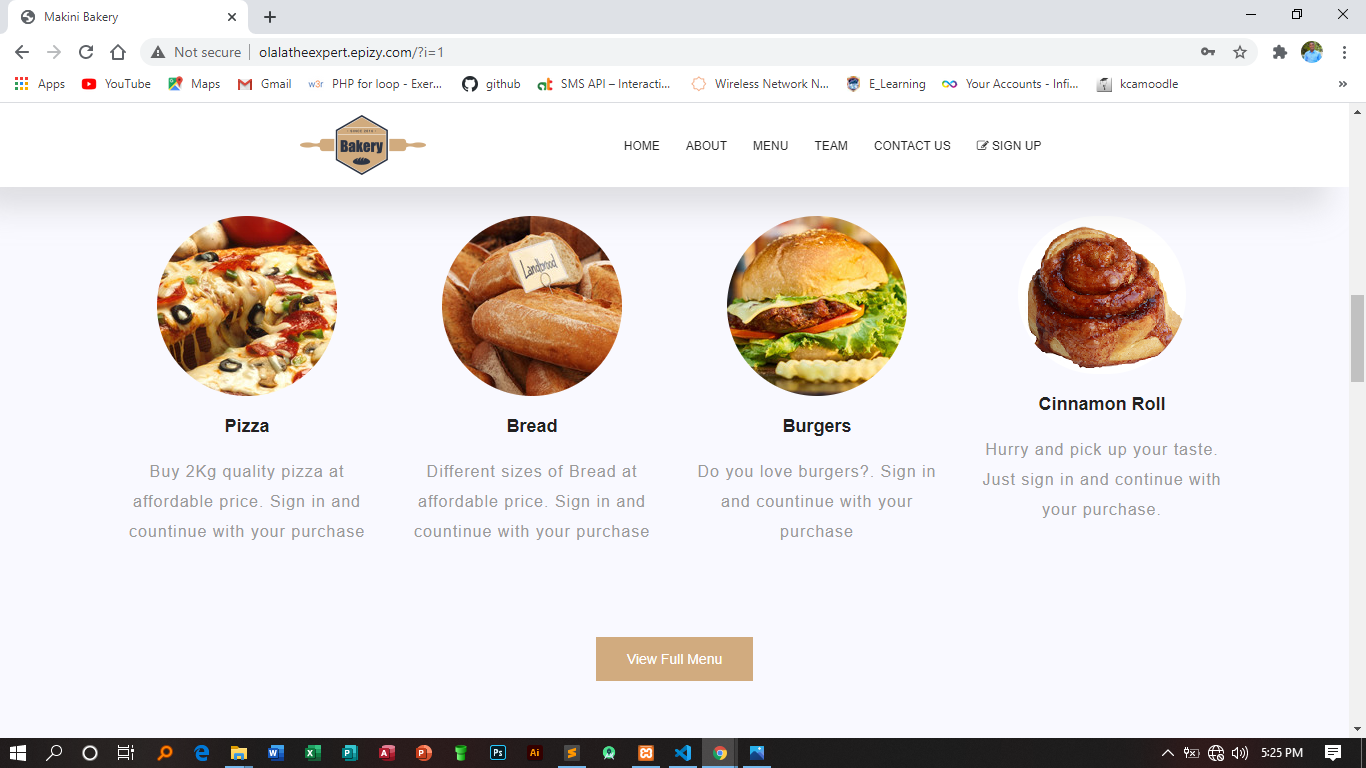 Makini Bakery
Not secure
olalatheexpert.epizy.com/?i=1
Apps
YouTube
Maps
Gmail
w3r PHP for loop - Exer...
github
SMS API – Interacti...
Wireless Network N...
E_Learning
Your Accounts - Infi...
kcamoodle
»
Bakery
HOME
ABOUT
MENU
TEAM
CONTACT US
SIGN UP
Landbrood
Pizza
Buy 2Kg quality pizza at
affordable price. Sign in and
countinue with your purchase
Bread
Different sizes of Bread at
affordable price. Sign in and
countinue with your purchase
Burgers
Do you love burgers?. Sign in
and countinue with your
purchase
Cinnamon Roll
Hurry and pick up your taste.
Just sign in and continue with
your purchase.
View Full Menu
Ps
Ai
5:25 PM